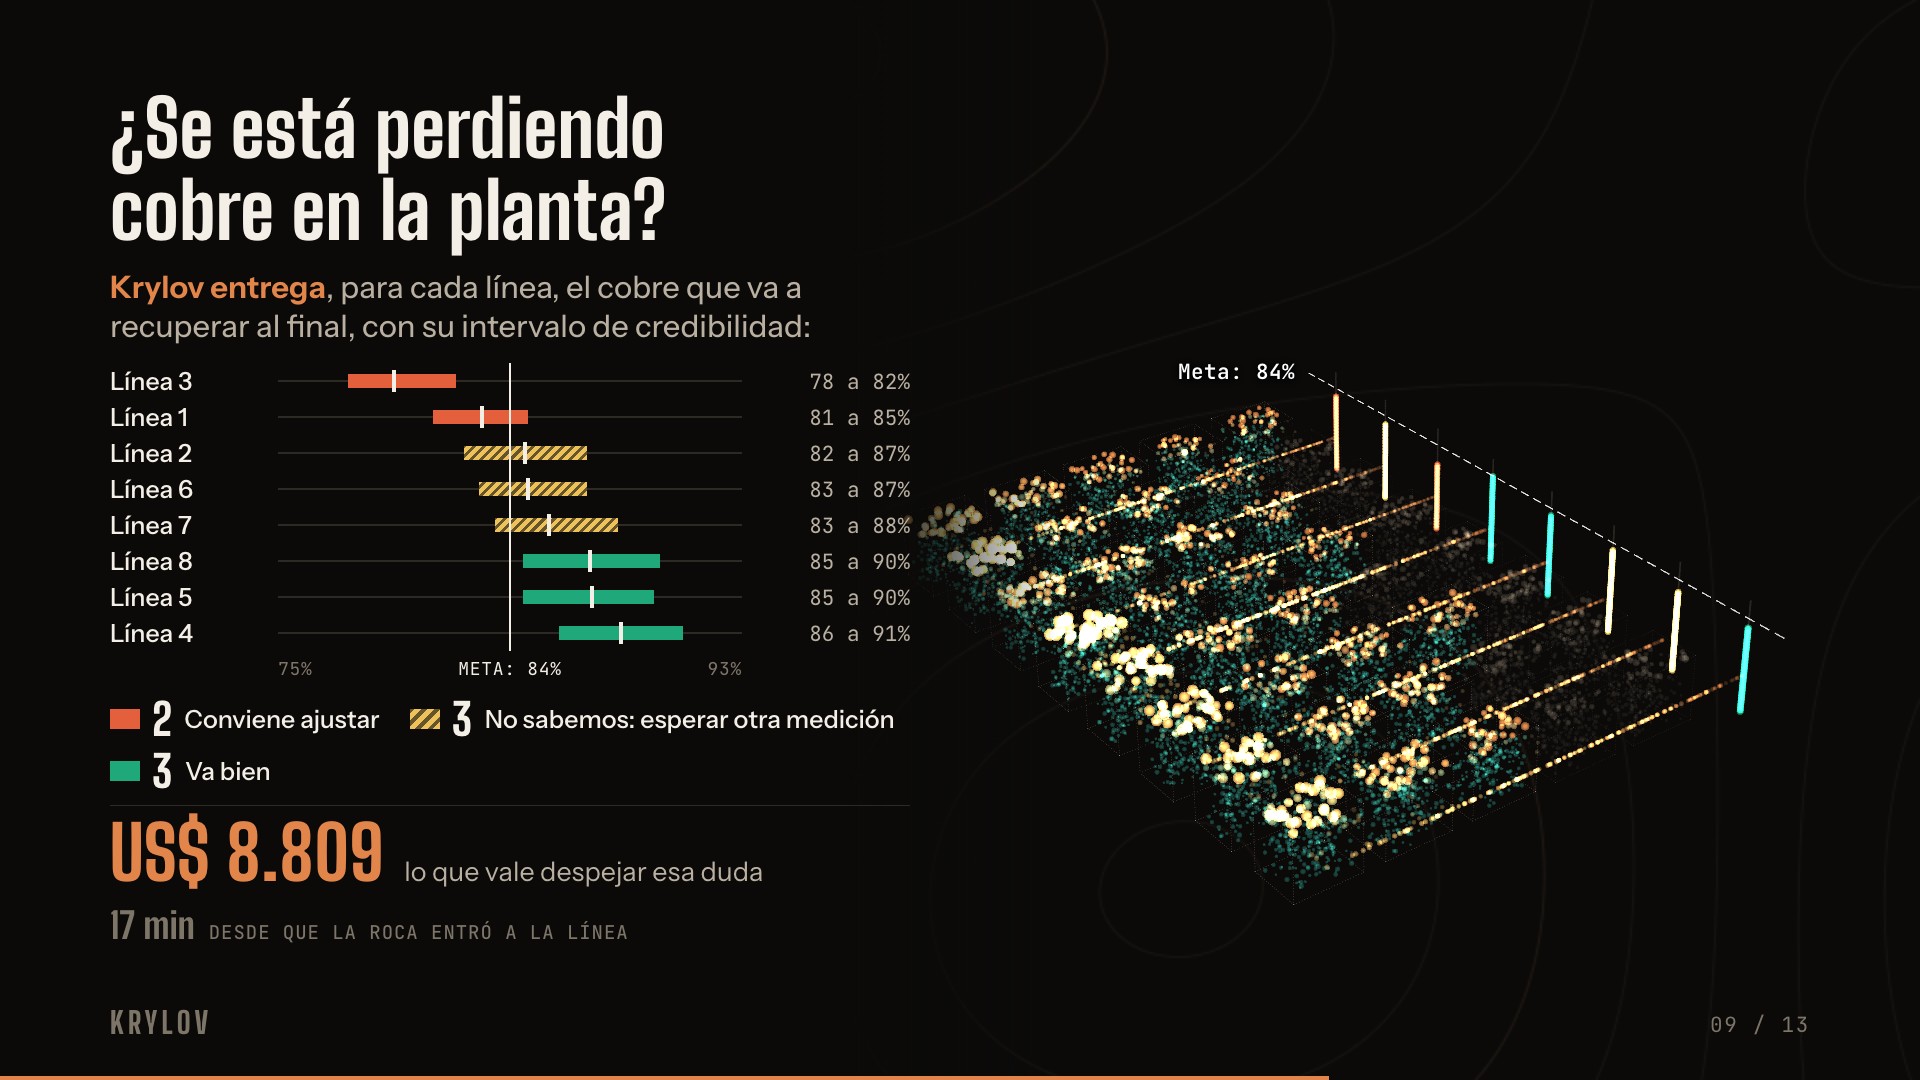 ¿Se está perdiendo
cobre en la planta?
Krylov entrega, para cada línea, el cobre que va a
recuperar al final, con su intervalo de credibilidad:
Línea 3 78 a 82%
Línea 1 81 a 85%
Línea 2 82 a 87%
Línea 6 83 a 87%
Línea 7 83 a 88%
Línea 8 85 a 90%
Línea 5 85 a 90%
Línea 4 86 a 91%
75% META: 84% 93%
2 Conviene ajustar 3 No sabemos: esperar otra medición
3 Va bien
US$ 8.809 lo que vale despejar esa duda
17 min DESDE QUE LA ROCA ENTRÓ A LA LÍNEA
Meta: 84%
KRYLOV
09 / 13